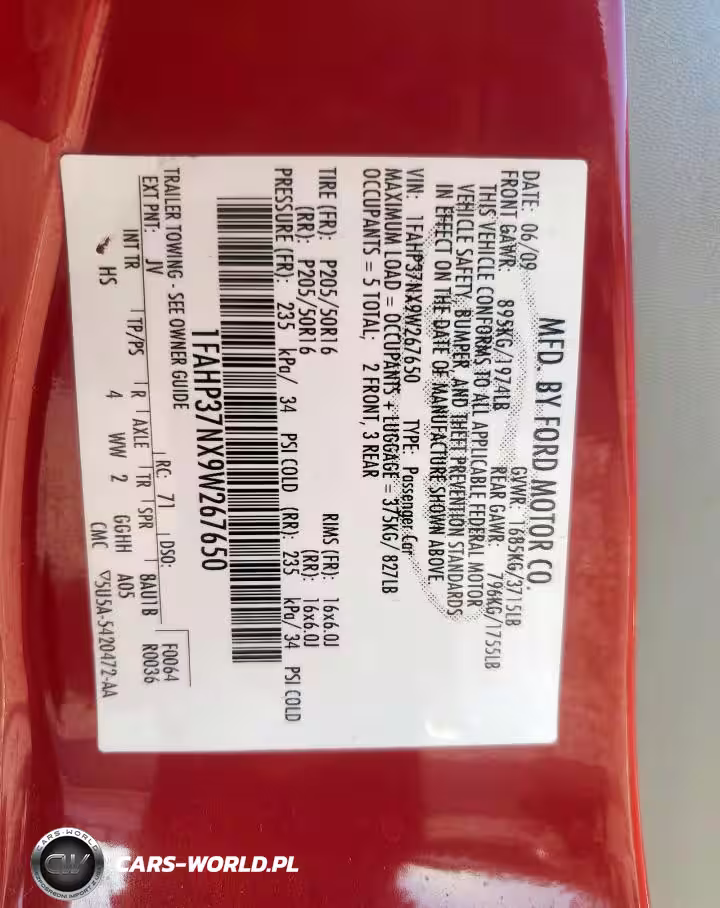 MFD. BY FORD MOTOR CO.
DATE: 06/09 GVWR: 1685KG/3715LB
FRONT GAWR: 895KG/1974LB REAR GAWR: 796KG/1755LB
THIS VEHICLE CONFORMS TO ALL APPLICABLE FEDERAL MOTOR
VEHICLE SAFETY, BUMPER, AND THEFT PREVENTION STANDARDS
IN EFFECT ON THE DATE OF MANUFACTURE SHOWN ABOVE.
VIN: 1FAHP37NX9W267650 TYPE: Passenger Car
MAXIMUM LOAD = OCCUPANTS + LUGGAGE = 375KG/827LB
OCCUPANTS = 5 TOTAL; 2 FRONT, 3 REAR
TIRE (FR): P205/50R16 RIMS (FR): 16x6.0J
(RR): P205/50R16 (RR): 16x6.0J
PRESSURE (FR): 235 kPa/ 34 PSI COLD (RR): 235 kPa/ 34 PSI COLD
1FAHP37NX9W267650
TRAILER TOWING - SEE OWNER GUIDE
F0064
EXT PNT: JV RC: 71 DSO: R0036
INT TR TP/PS R AXLE TR SPR 8AU1B
HS 4 WW 2 GGHH A05
CMC ▽5U5A-5420472-AA
CARS-WORLD
CW
CARS-WORLD.PL